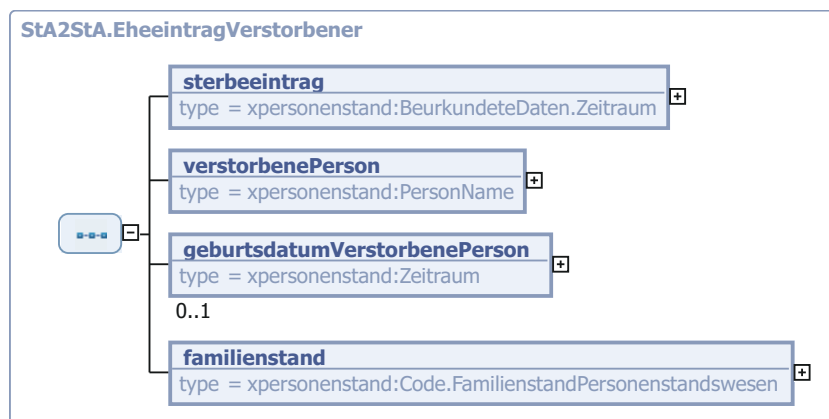 StA2StA.EheeintragVerstorbener
sterbeeintrag
type = xpersonenstand:BeurkundeteDaten.Zeitraum
verstorbenePerson
type = xpersonenstand:PersonName
geburtsdatumVerstorbenePerson
type = xpersonenstand:Zeitraum
0..1
familienstand
type = xpersonenstand:Code.FamilienstandPersonenstandswesen